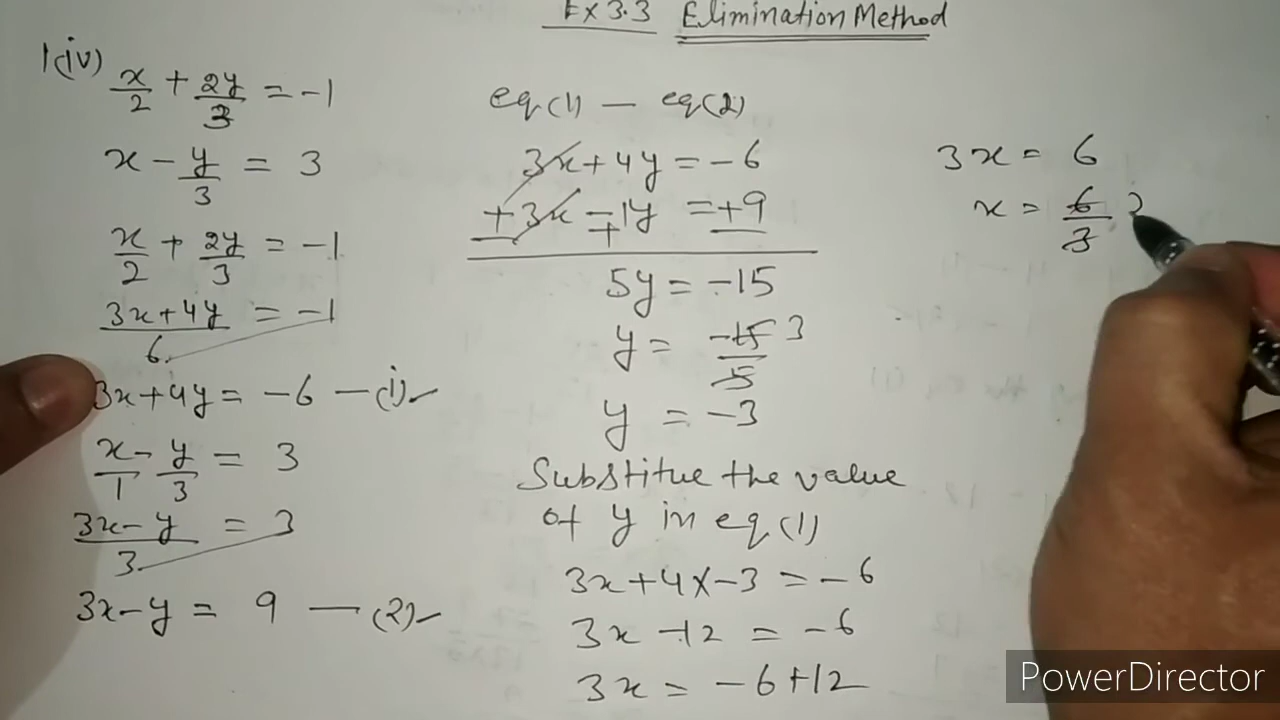 Ex 3.3 Elimination Method
1(iv) x/2 + 2y/3 = -1
x - y/3 = 3
x/2 + 2y/3 = -1
3x+4y/6 = -1
3x+4y = -6 —(i)
x/1 - y/3 = 3
3x-y/3 = 3
3x-y = 9 —(2)
eq(1) — eq(2)
3x+4y = -6
+3x -1y = +9
- + -
5y = -15
y = -15/5 3
y = -3
Substitue the value
of y in eq(1)
3x+4x-3 = -6
3x -12 = -6
3x = -6+12
3x = 6
x = 6/3
PowerDirector